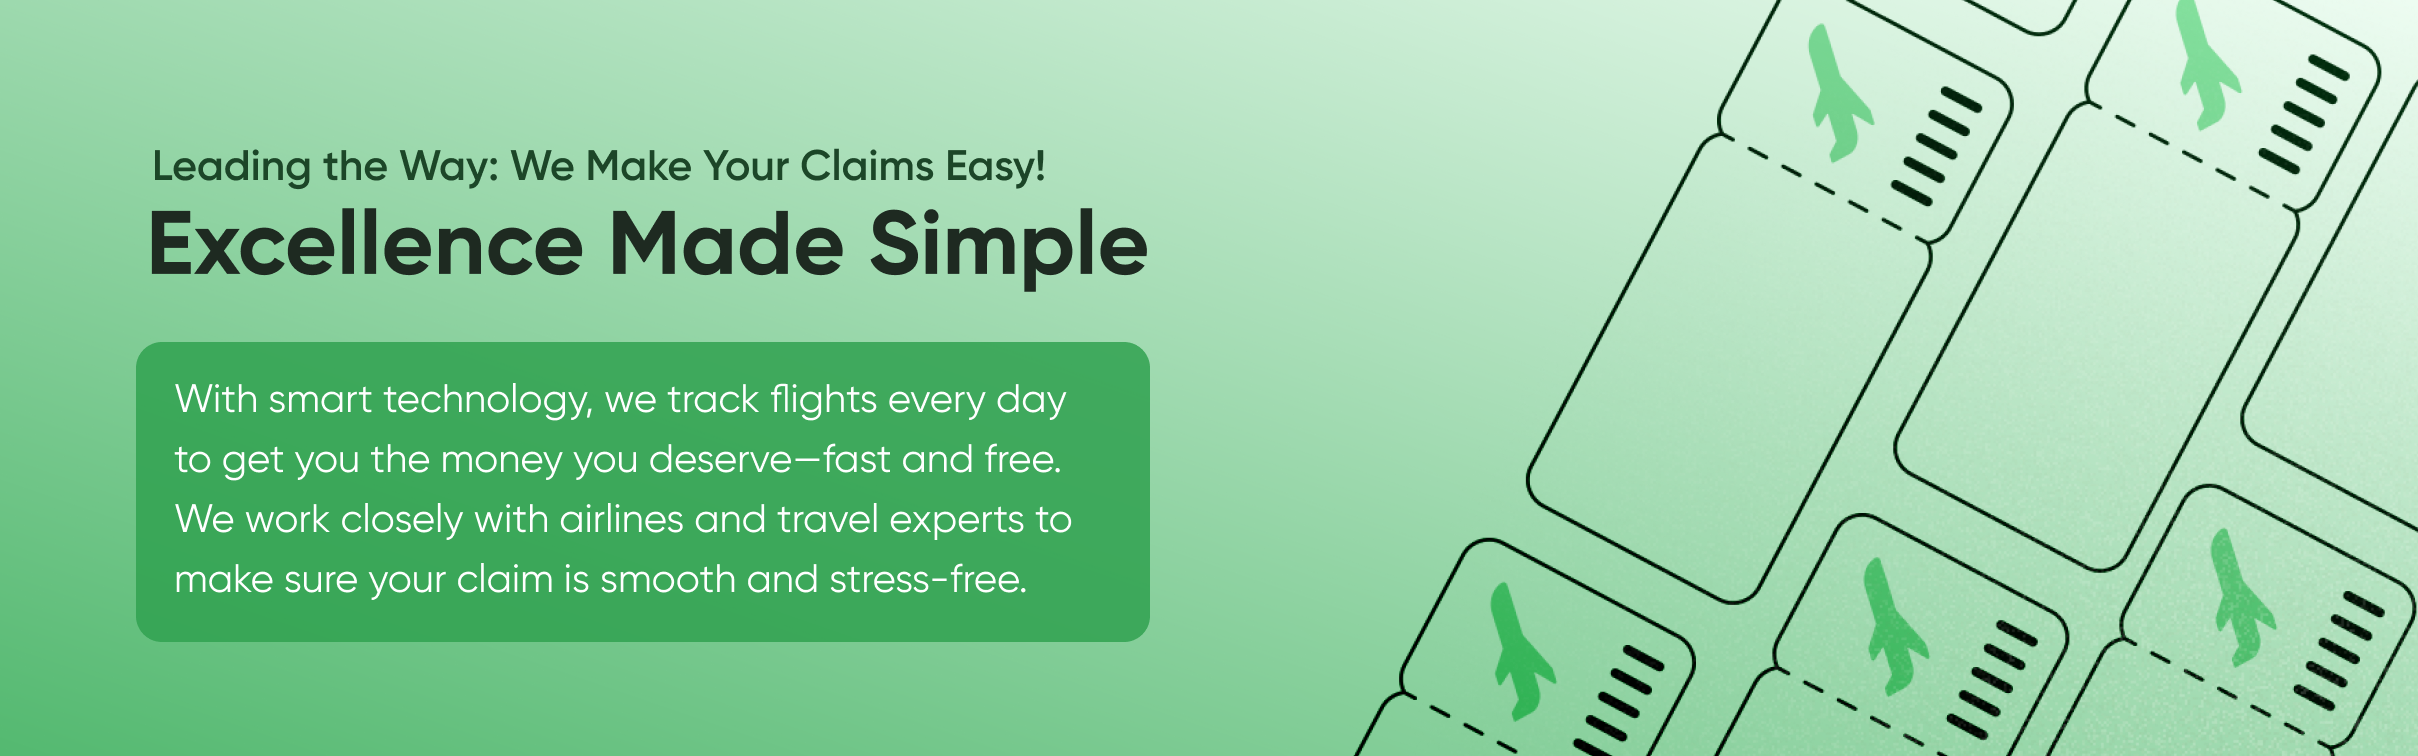 Leading the Way: We Make Your Claims Easy!
Excellence Made Simple
With smart technology, we track flights every day
to get you the money you deserve—fast and free.
We work closely with airlines and travel experts to
make sure your claim is smooth and stress-free.